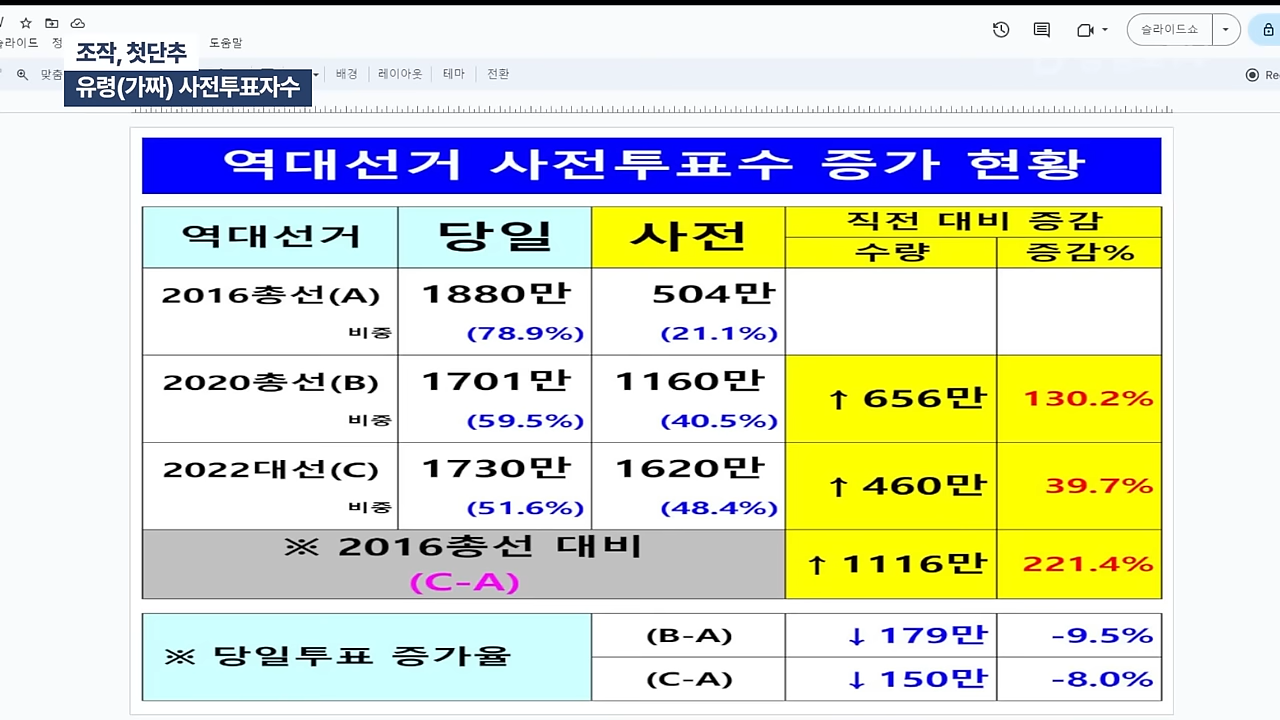 슬라이드쇼
슬라이드
도움말
조작, 첫단추
유령(가짜) 사전투표자수
맞춤
배경
레이아웃
테마
전환
Rec
역대선거 사전투표수 증가 현황
역대선거 당일 사전 직전 대비 증감
수량 증감%
2016총선(A) 1880만 504만
비중 (78.9%) (21.1%)
2020총선(B) 1701만 1160만 ↑ 656만 130.2%
비중 (59.5%) (40.5%)
2022대선(C) 1730만 1620만 ↑ 460만 39.7%
비중 (51.6%) (48.4%)
※ 2016총선 대비
(C-A) ↑ 1116만 221.4%
※ 당일투표 증가율 (B-A) ↓ 179만 -9.5%
(C-A) ↓ 150만 -8.0%